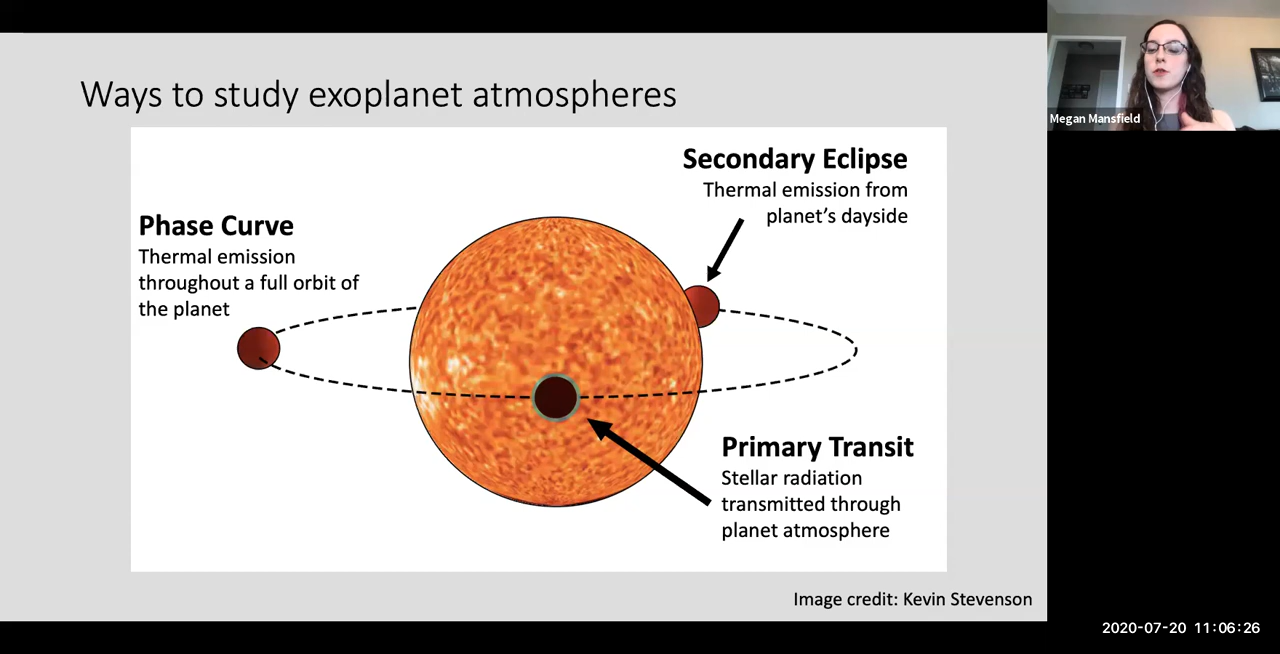 Ways to study exoplanet atmospheres
Secondary Eclipse
Thermal emission from
planet’s dayside
Phase Curve
Thermal emission
throughout a full orbit of
the planet
Primary Transit
Stellar radiation
transmitted through
planet atmosphere
Image credit: Kevin Stevenson
Megan Mansfield
2020-07-20 11:06:26